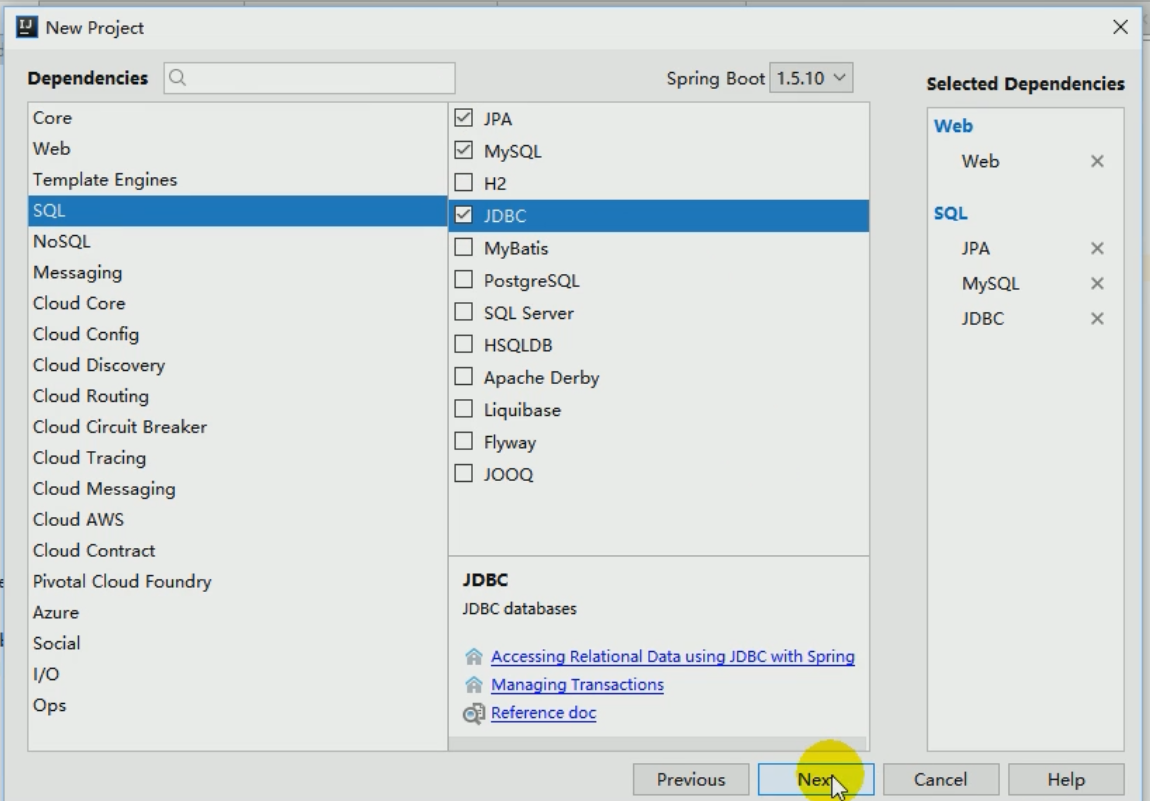 New Project
Dependencies
Spring Boot 1.5.10
Selected Dependencies
Core
Web
Template Engines
SQL
NoSQL
Messaging
Cloud Core
Cloud Config
Cloud Discovery
Cloud Routing
Cloud Circuit Breaker
Cloud Tracing
Cloud Messaging
Cloud AWS
Cloud Contract
Pivotal Cloud Foundry
Azure
Social
I/O
Ops
JPA
MySQL
H2
JDBC
MyBatis
PostgreSQL
SQL Server
HSQLDB
Apache Derby
Liquibase
Flyway
JOOQ
JDBC
JDBC databases
Accessing Relational Data using JDBC with Spring
Managing Transactions
Reference doc
Web
Web
SQL
JPA
MySQL
JDBC
Previous
Next
Cancel
Help